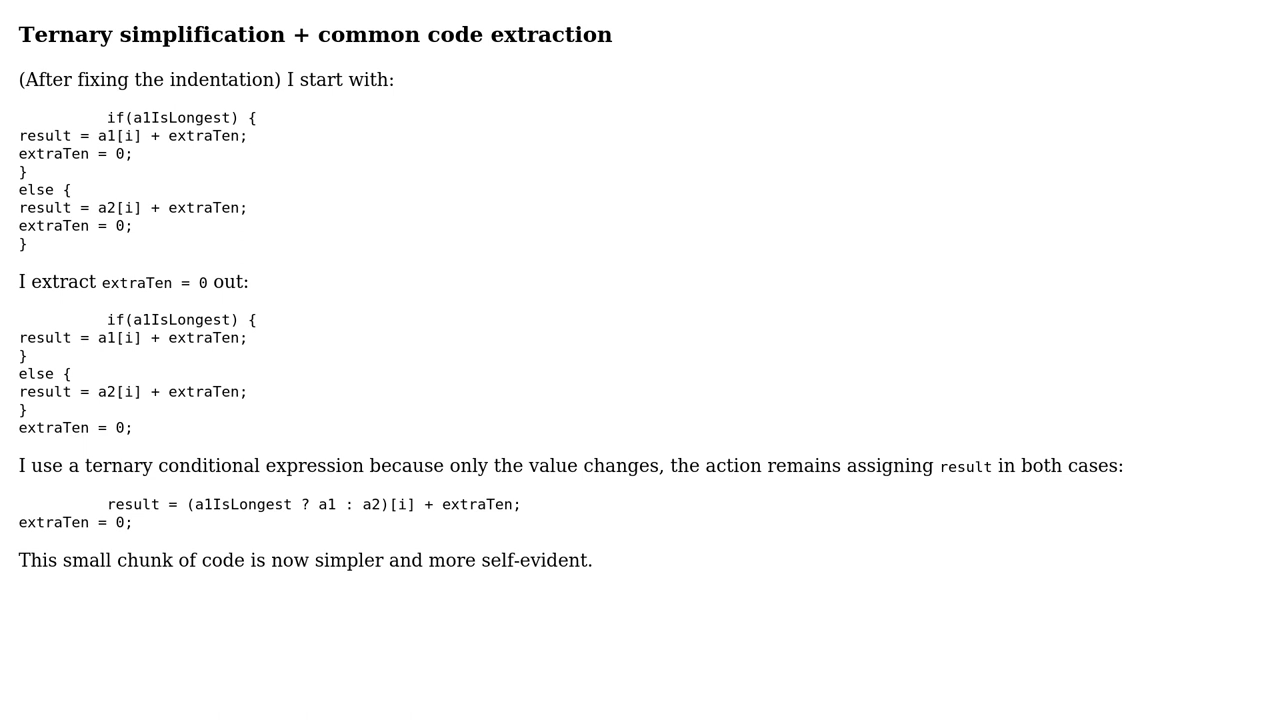 Ternary simplification + common code extraction
(After fixing the indentation) I start with:
if(a1IsLongest) {
result = a1[i] + extraTen;
extraTen = 0;
}
else {
result = a2[i] + extraTen;
extraTen = 0;
}
I extract extraTen = 0 out:
if(a1IsLongest) {
result = a1[i] + extraTen;
}
else {
result = a2[i] + extraTen;
}
extraTen = 0;
I use a ternary conditional expression because only the value changes, the action remains assigning result in both cases:
result = (a1IsLongest ? a1 : a2)[i] + extraTen;
extraTen = 0;
This small chunk of code is now simpler and more self-evident.